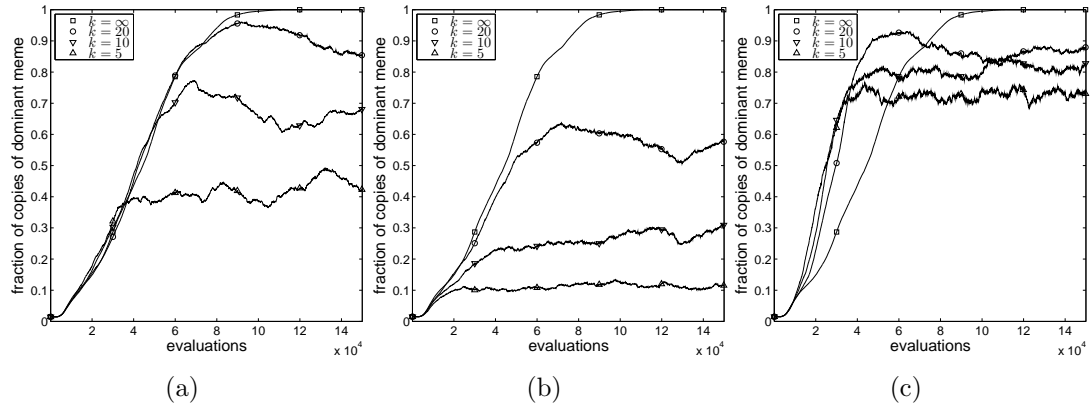 k = ∞
k = 20
k = 10
k = 5
1
0.9
0.8
0.7
0.6
0.5
0.4
0.3
0.2
0.1
0
fraction of copies of dominant meme
2 4 6 8 10 12 14
x 10^4
evaluations
(a)
k = ∞
k = 20
k = 10
k = 5
1
0.9
0.8
0.7
0.6
0.5
0.4
0.3
0.2
0.1
0
fraction of copies of dominant meme
2 4 6 8 10 12 14
x 10^4
evaluations
(b)
k = ∞
k = 20
k = 10
k = 5
1
0.9
0.8
0.7
0.6
0.5
0.4
0.3
0.2
0.1
0
fraction of copies of dominant meme
2 4 6 8 10 12 14
x 10^4
evaluations
(c)